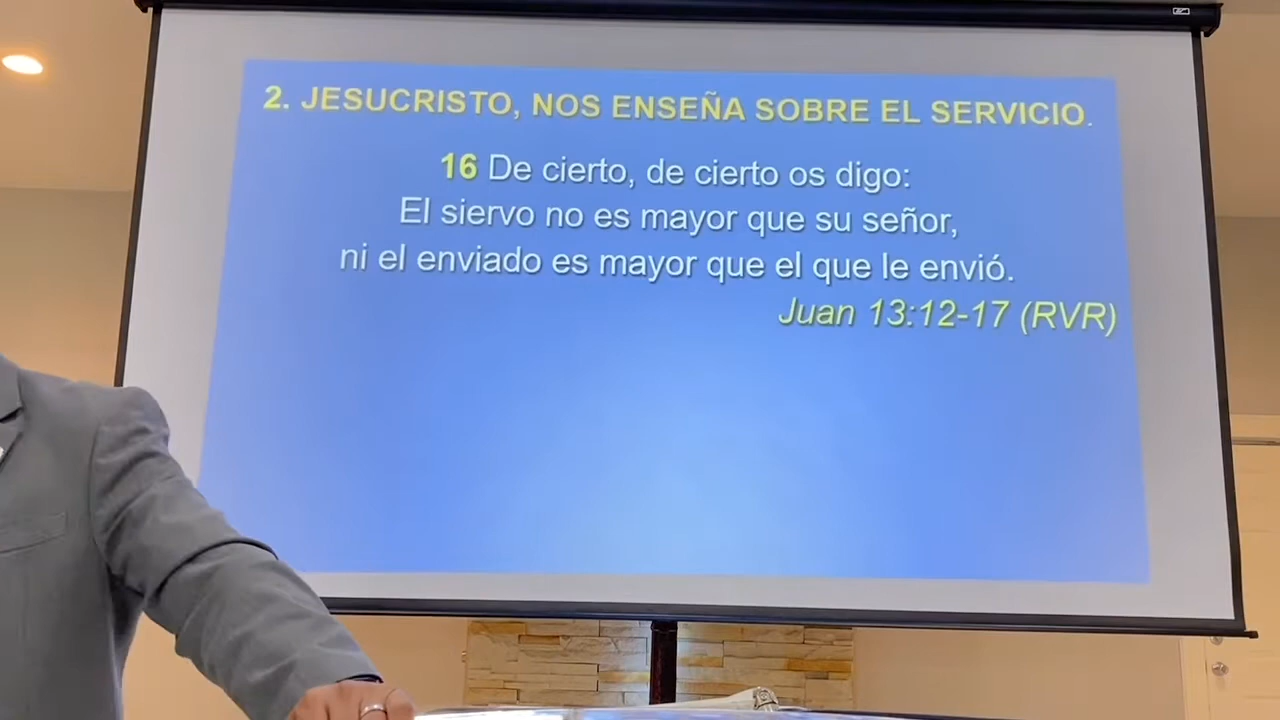 2. JESUCRISTO, NOS ENSEÑA SOBRE EL SERVICIO.
16 De cierto, de cierto os digo:
El siervo no es mayor que su señor,
ni el enviado es mayor que el que le envió.
Juan 13:12-17 (RVR)